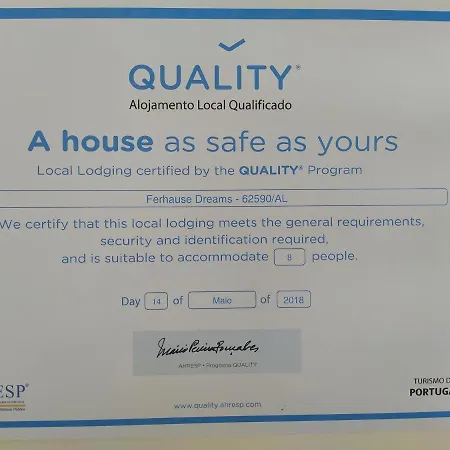 QUALITY®
Alojamento Local Qualificado
A house as safe as yours
Local Lodging certified by the QUALITY® Program
Ferhause Dreams - 62590/AL
We certify that this local lodging meets the general requirements,
security and identification required,
and is suitable to accommodate 8 people.
Day 14 of Maio of 2018
AHRESP • Programa QUALITY
ESP®
www.quality.ahresp.com
TURISMO D
PORTUGA